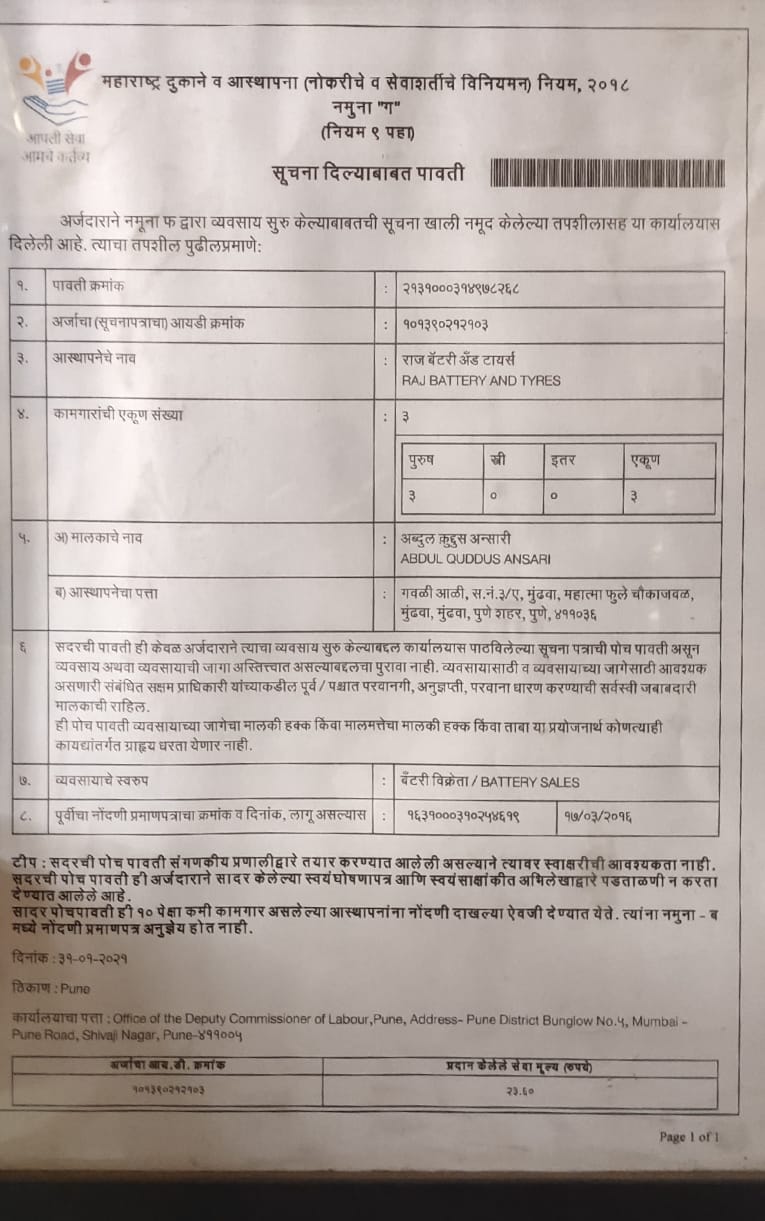 आपली सेवा
आमचे कर्तव्य
महाराष्ट्र दुकाने व आस्थापना (नोकरीचे व सेवाशर्तीचे विनियमन) नियम, २०१८
नमुना "ग"
(नियम ९ पहा)
सूचना दिल्याबाबत पावती
अर्जदाराने नमूना फ द्वारा व्यवसाय सुरु केल्याबाबतची सूचना खाली नमूद केलेल्या तपशीलासह या कार्यालयास
दिलेली आहे. त्याचा तपशील पुढीलप्रमाणे:
१. पावती क्रमांक : २१३१०००३१४९७८२६८
२. अर्जाचा (सूचनापत्राचा) आयडी क्रमांक : १०१३९०२१२१०३
३. आस्थापनेचे नाव : राज बॅटरी अँड टायर्स
RAJ BATTERY AND TYRES
४. कामगारांची एकूण संख्या : ३
पुरुष स्त्री इतर एकूण
३ ० ० ३
५. अ) मालकाचे नाव : अब्दुल क़ुद्दुस अन्सारी
ABDUL QUDDUS ANSARI
ब) आस्थापनेचा पत्ता : गवळी आळी, स.नं.३/ए, मुंढवा, महात्मा फुले चौकाजवळ,
मुंढवा, मुंढवा, पुणे शहर, पुणे, ४११०३६
६ सदरची पावती ही केवळ अर्जदाराने त्याचा व्यवसाय सुरु केल्याबद्दल कार्यालयास पाठविलेल्या सूचना पत्राची पोच पावती असून
व्यवसाय अथवा व्यवसायाची जागा अस्तित्त्वात असल्याबद्दलचा पुरावा नाही. व्यवसायासाठी व व्यवसायाच्या जागेसाठी आवश्यक
असणारी संबंधित सक्षम प्राधिकारी यांच्याकडील पूर्व / पश्चात परवानगी, अनुज्ञप्ती, परवाना धारण करण्याची सर्वस्वी जबाबदारी
मालकाची राहिल.
ही पोच पावती व्यवसायाच्या जागेचा मालकी हक्क किंवा मालमत्तेचा मालकी हक्क किंवा ताबा या प्रयोजनार्थ कोणत्याही
कायद्यांतर्गत ग्राह्य धरता येणार नाही.
७. व्यवसायाचे स्वरुप : बॅटरी विक्रेता / BATTERY SALES
८. पूर्वीचा नोंदणी प्रमाणपत्राचा क्रमांक व दिनांक, लागू असल्यास : १६३१०००३१०२५४६१९ १७/०३/२०१६
टीप : सदरची पोच पावती संगणकीय प्रणालीद्वारे तयार करण्यात आलेली असल्याने त्यावर स्वाक्षरीची आवश्यकता नाही.
सदरची पोच पावती ही अर्जदाराने सादर केलेल्या स्वयंघोषणापत्र आणि स्वयंसाक्षांकीत अभिलेखाद्वारे पडताळणी न करता
देण्यात आलेले आहे.
सादर पोचपावती ही १० पेक्षा कमी कामगार असलेल्या आस्थापनांना नोंदणी दाखल्या ऐवजी देण्यात येते. त्यांना नमुना - ब
मध्ये नोंदणी प्रमाणपत्र अनुज्ञेय होत नाही.
दिनांक : ३१-०१-२०२१
ठिकाण : Pune
कार्यालयाचा पत्ता : Office of the Deputy Commissioner of Labour,Pune, Address- Pune District Bunglow No.५, Mumbai -
Pune Road, Shivaji Nagar, Pune-४११००५
अर्जाचा आय.डी. क्रमांक प्रदान केलेले सेवा मूल्य (रुपये)
१०१३९०२१२१०३ २३.६०
Page 1 of 1